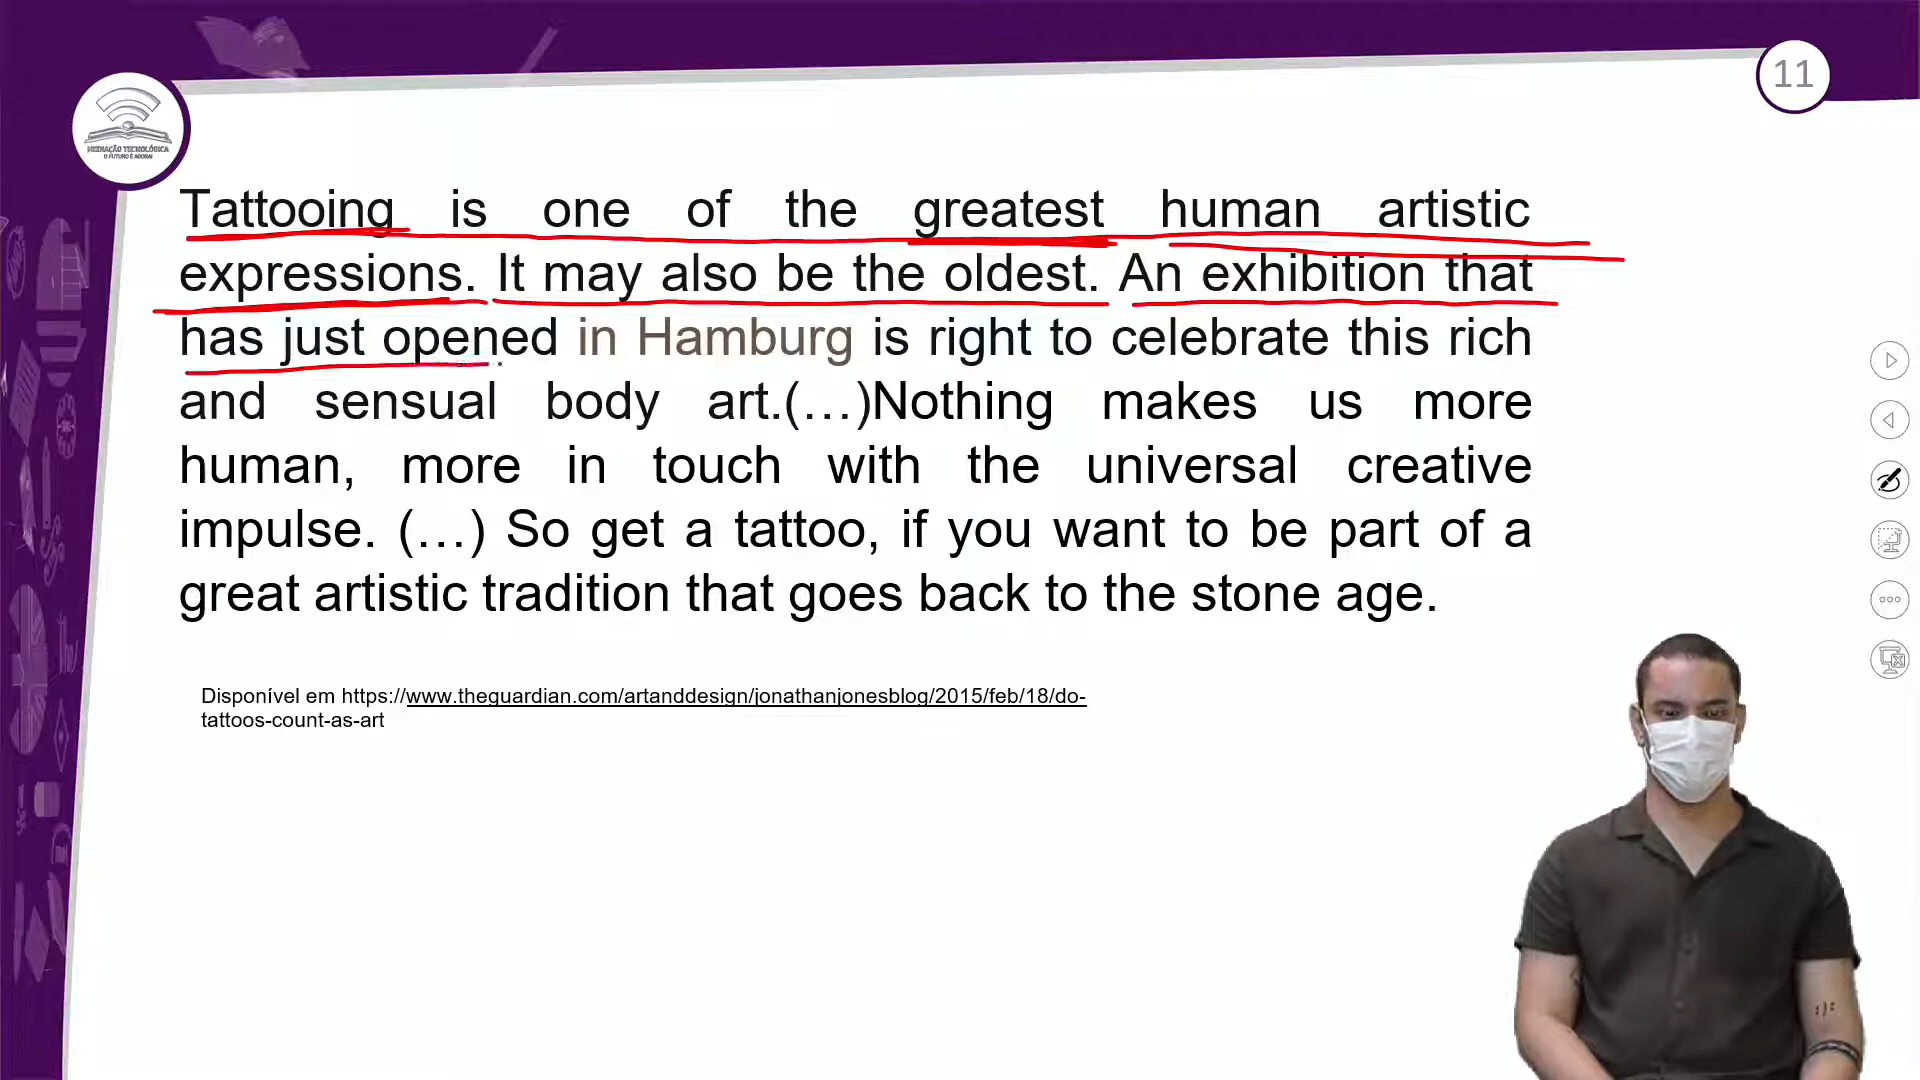 11
MEDIAÇÃO TECNOLÓGICA
O FUTURO É AGORA!
Tattooing is one of the greatest human artistic
expressions. It may also be the oldest. An exhibition that
has just opened in Hamburg is right to celebrate this rich
and sensual body art.(…)Nothing makes us more
human, more in touch with the universal creative
impulse. (…) So get a tattoo, if you want to be part of a
great artistic tradition that goes back to the stone age.
Disponível em https://www.theguardian.com/artanddesign/jonathanjonesblog/2015/feb/18/do-
tattoos-count-as-art